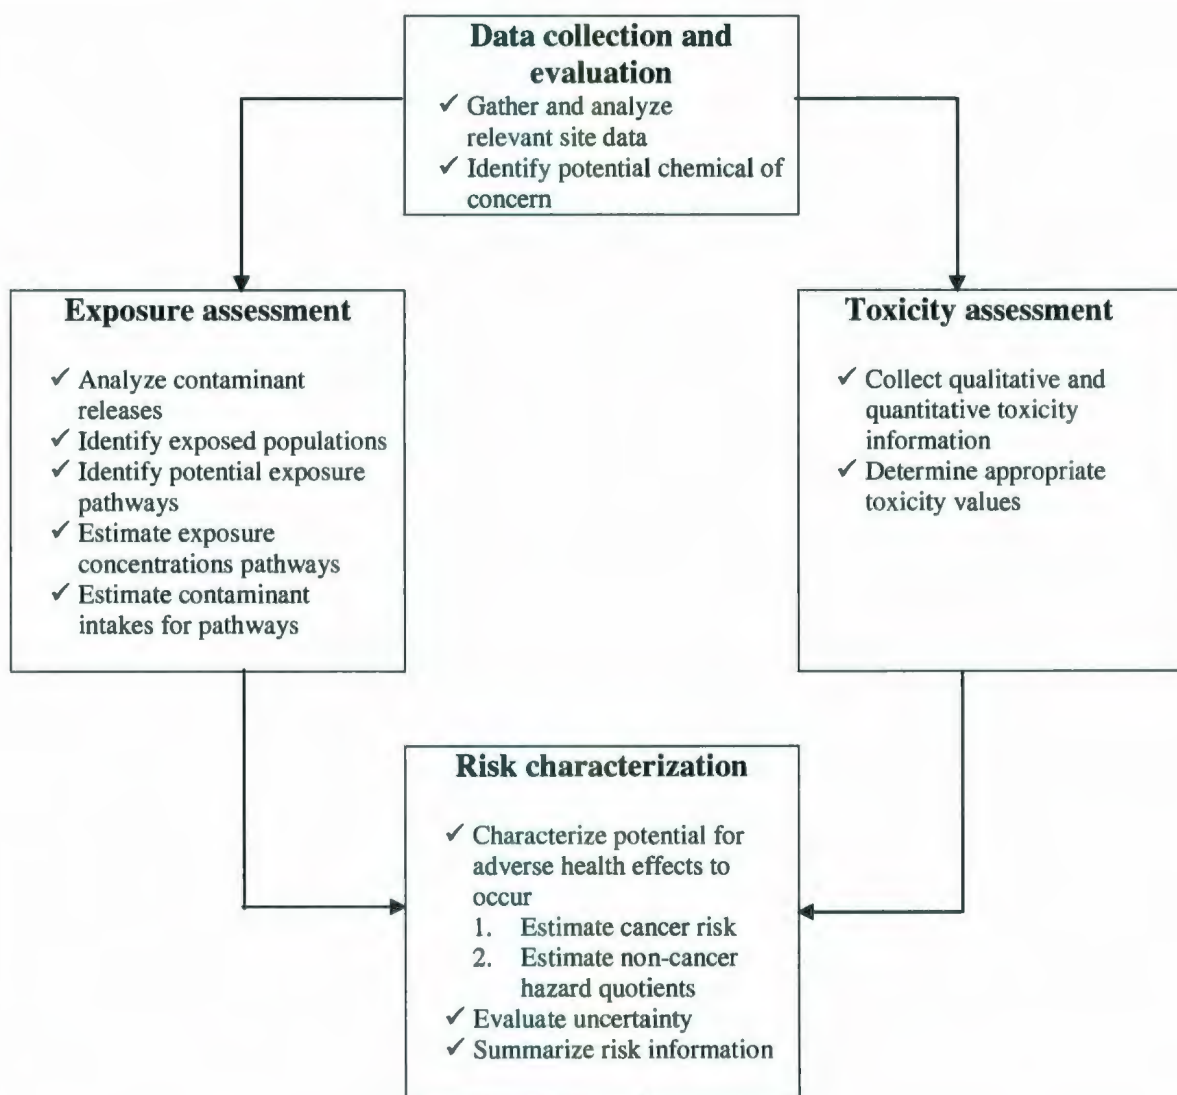 Data collection and
evaluation
✓ Gather and analyze
relevant site data
✓ Identify potential chemical of
concern
Exposure assessment
✓ Analyze contaminant
releases
✓ Identify exposed populations
✓ Identify potential exposure
pathways
✓ Estimate exposure
concentrations pathways
✓ Estimate contaminant
intakes for pathways
Toxicity assessment
✓ Collect qualitative and
quantitative toxicity
information
✓ Determine appropriate
toxicity values
Risk characterization
✓ Characterize potential for
adverse health effects to
occur
1. Estimate cancer risk
2. Estimate non-cancer
hazard quotients
✓ Evaluate uncertainty
✓ Summarize risk information